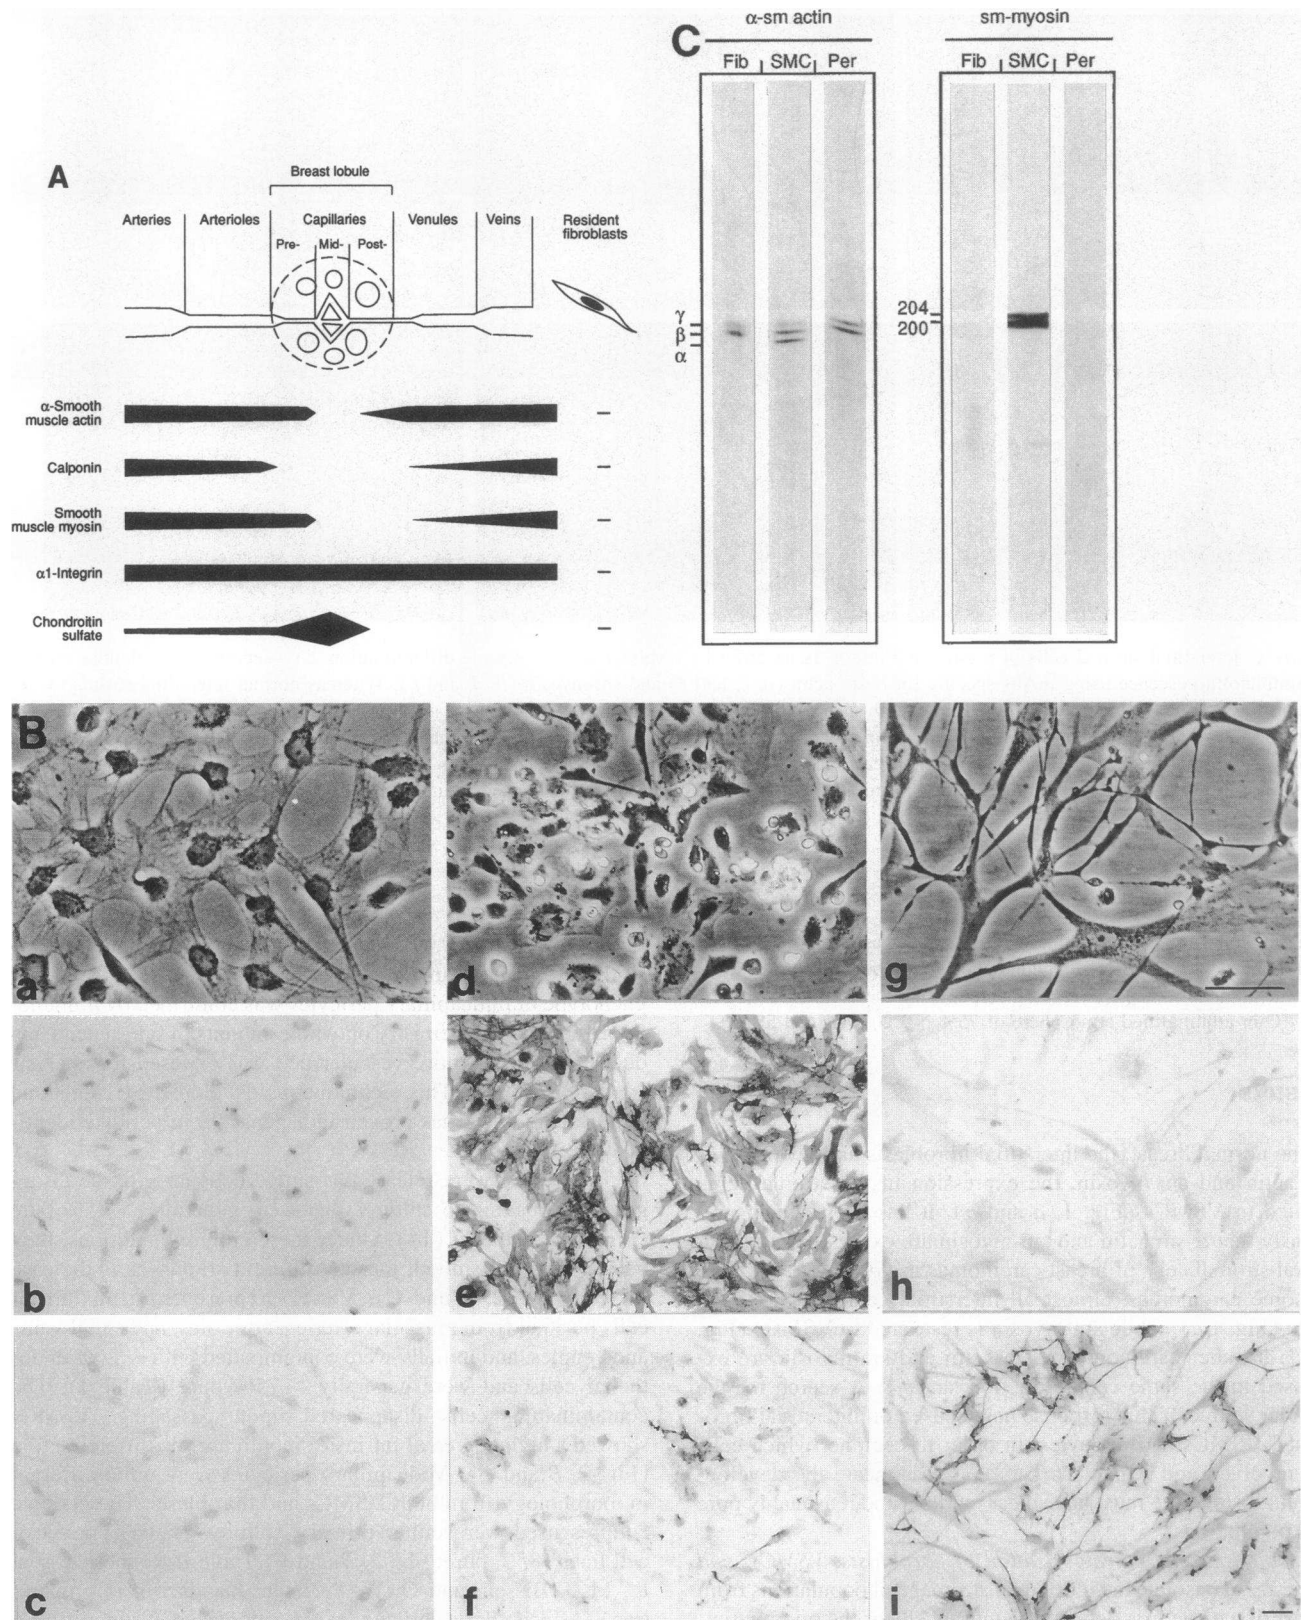 C
α-sm actin
sm-myosin
Fib SMC Per
Fib SMC Per
γ
β
α
204
200
A
Breast lobule
Arteries
Arterioles
Capillaries
Venules
Veins
Resident
fibroblasts
Pre- Mid- Post-
α-Smooth
muscle actin
–
Calponin
–
Smooth
muscle myosin
–
α1-Integrin
–
Chondroitin
sulfate
–
B
a
d
g
b
e
h
c
f
i